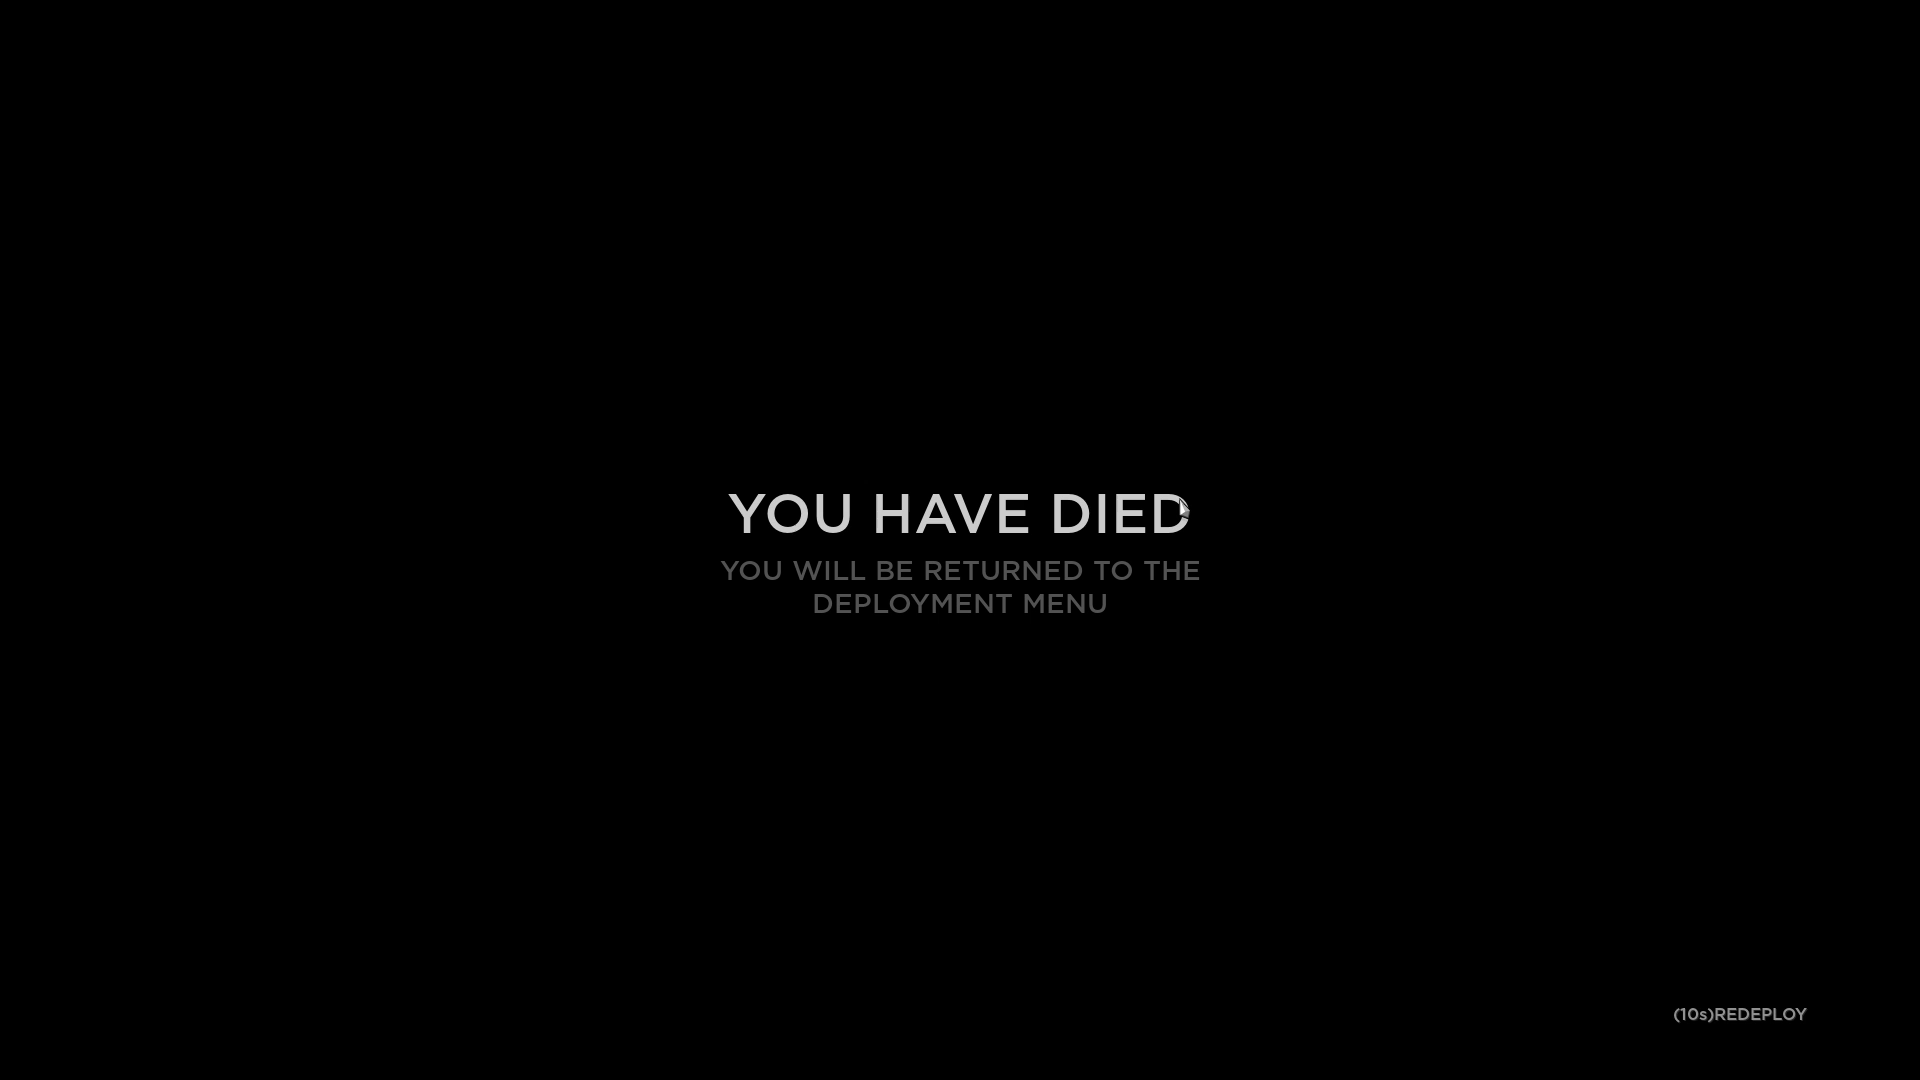 YOU HAVE DIED
YOU WILL BE RETURNED TO THE
DEPLOYMENT MENU
(10s)REDEPLOY